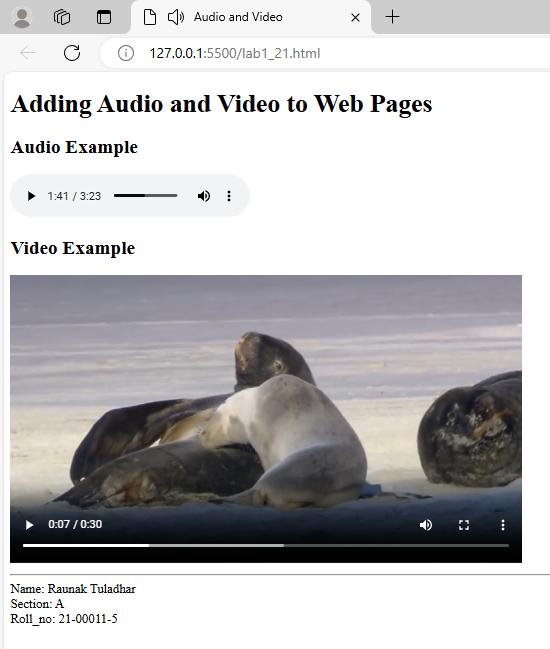 Audio and Video
127.0.0.1:5500/lab1_21.html
Adding Audio and Video to Web Pages
Audio Example
1:41 / 3:23
Video Example
0:07 / 0:30
Name: Raunak Tuladhar
Section: A
Roll_no: 21-00011-5